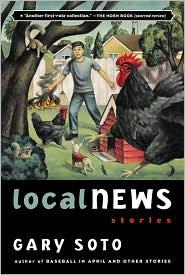 ★ "Another first-rate collection." —THE HORN BOOK (starred review)
local NEWS
stories
GARY SOTO
author of BASEBALL IN APRIL AND OTHER STORIES